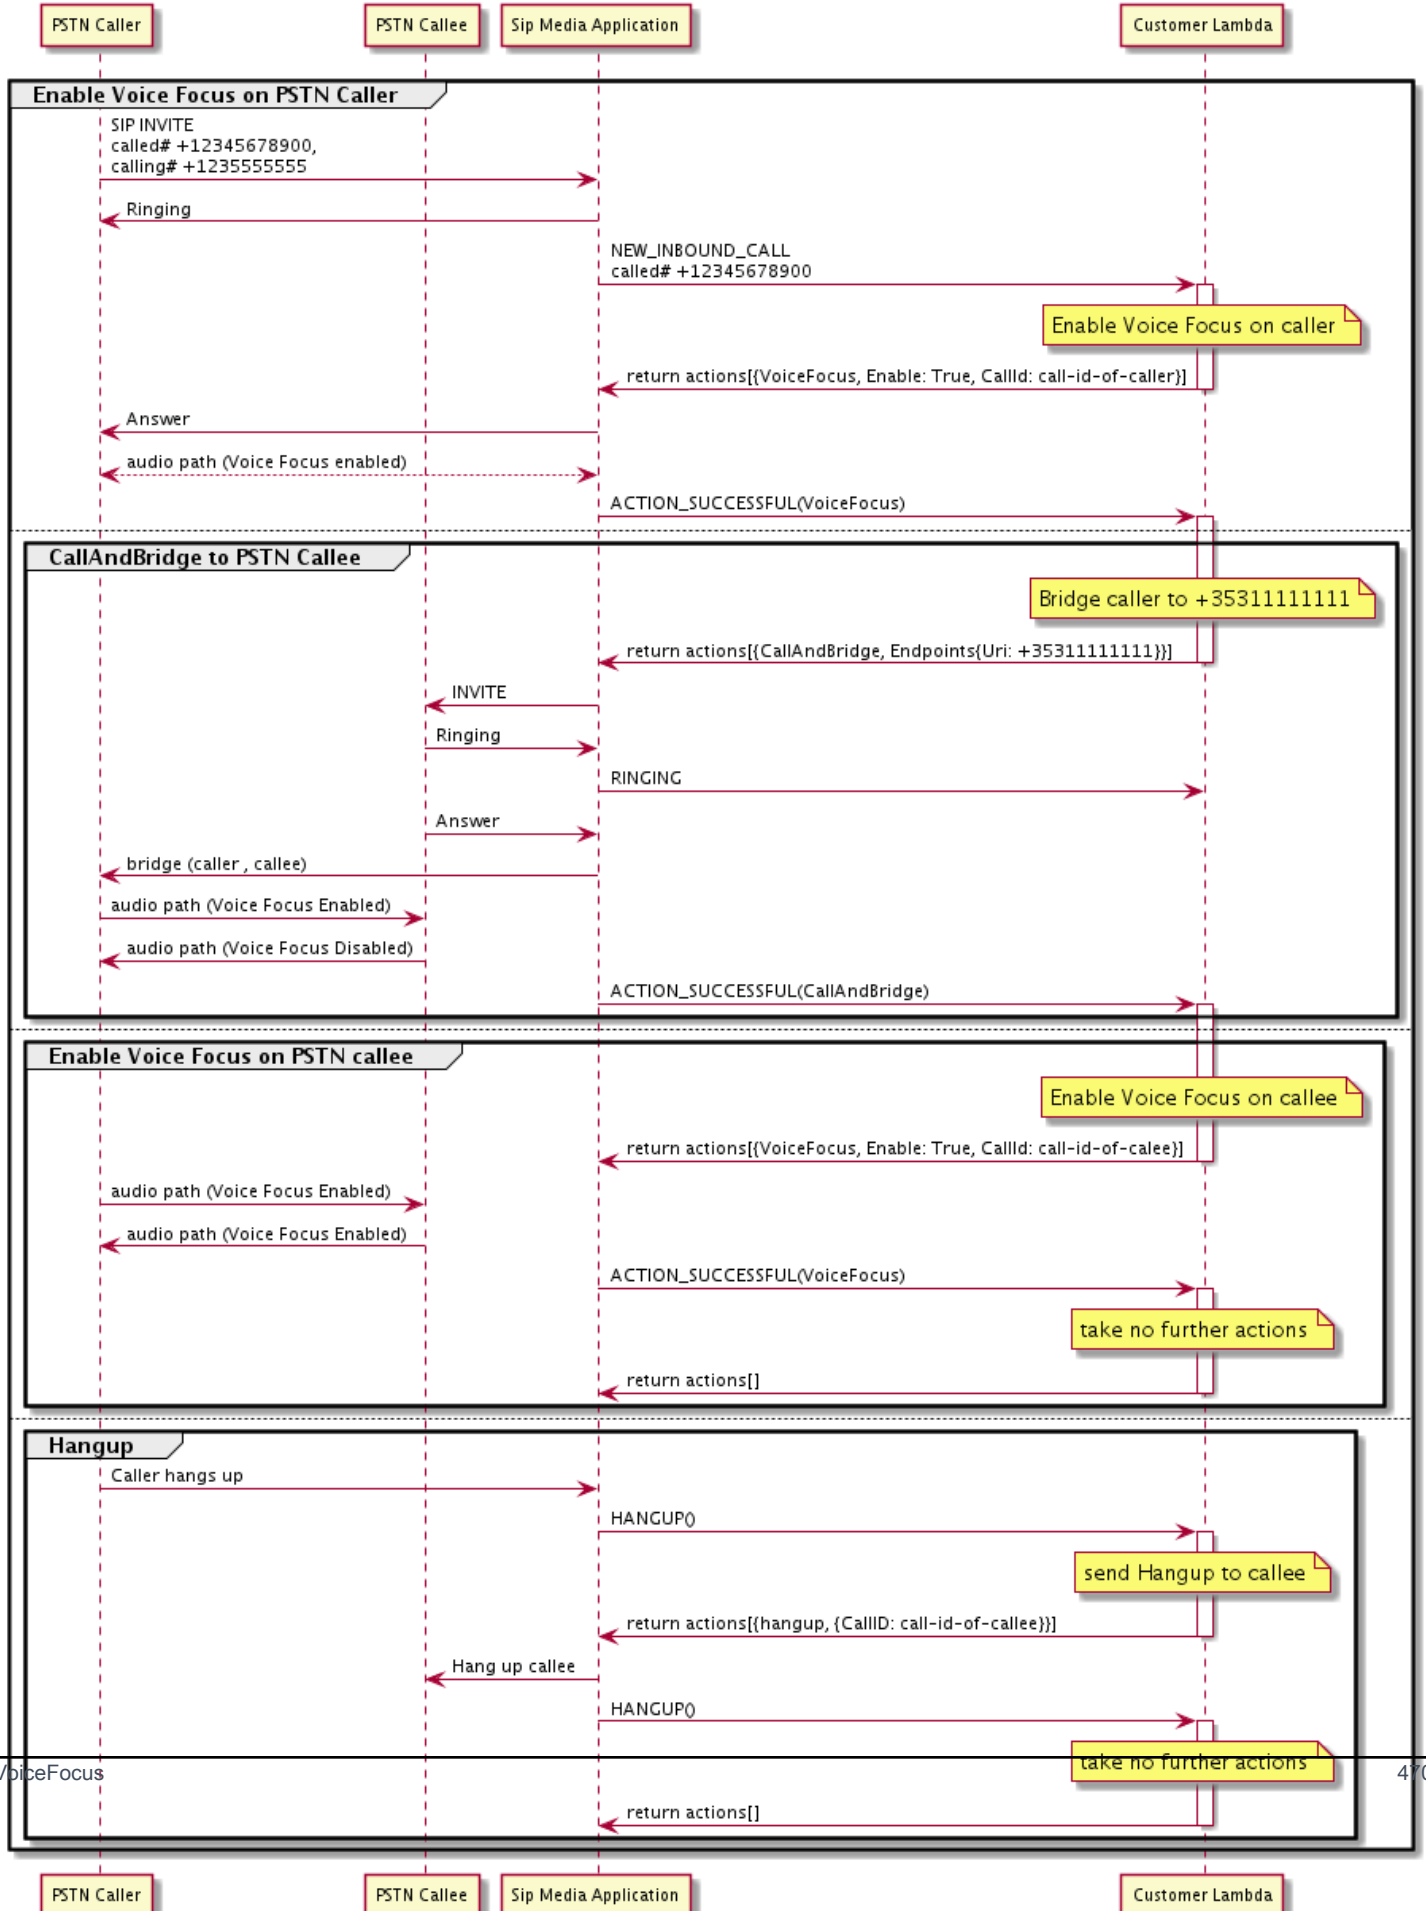 PSTN Caller
PSTN Callee
Sip Media Application
Customer Lambda
Enable Voice Focus on PSTN Caller
SIP INVITE
called# +12345678900,
calling# +1235555555
Ringing
NEW_INBOUND_CALL
called# +12345678900
Enable Voice Focus on caller
return actions[{VoiceFocus, Enable: True, CallId: call-id-of-caller}]
Answer
audio path (Voice Focus enabled)
ACTION_SUCCESSFUL(VoiceFocus)
CallAndBridge to PSTN Callee
Bridge caller to +35311111111
return actions[{CallAndBridge, Endpoints{Uri: +35311111111}}]
INVITE
Ringing
RINGING
Answer
bridge (caller , callee)
audio path (Voice Focus Enabled)
audio path (Voice Focus Disabled)
ACTION_SUCCESSFUL(CallAndBridge)
Enable Voice Focus on PSTN callee
Enable Voice Focus on callee
return actions[{VoiceFocus, Enable: True, CallId: call-id-of-calee}]
audio path (Voice Focus Enabled)
audio path (Voice Focus Enabled)
ACTION_SUCCESSFUL(VoiceFocus)
take no further actions
return actions[]
Hangup
Caller hangs up
HANGUP()
send Hangup to callee
return actions[{hangup, {CallID: call-id-of-callee}}]
Hang up callee
HANGUP()
take no further actions
VoiceFocus
470
return actions[]
PSTN Caller
PSTN Callee
Sip Media Application
Customer Lambda